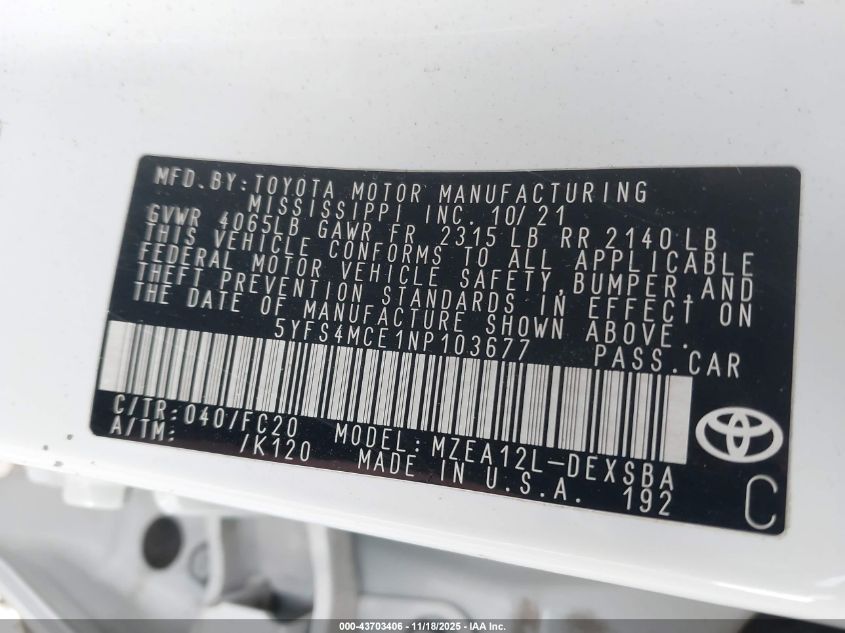 MFD.BY:TOYOTA MOTOR MANUFACTURING
MISSISSIPPI INC. 10/21
GVWR 4065LB GAWR FR 2315 LB RR 2140 LB
THIS VEHICLE CONFORMS TO ALL APPLICABLE
FEDERAL MOTOR VEHICLE SAFETY,BUMPER,AND
THEFT PREVENTION STANDARDS IN EFFECT ON
THE DATE OF MANUFACTURE SHOWN ABOVE.
5YFS4MCE1NP103677 PASS.CAR
C/TR:040/FC20 MODEL:MZEA12L-DEXSBA
A/TM: /K120 MADE IN U.S.A. 192
C
000-43703406 - 11/18/2025 - IAA Inc.